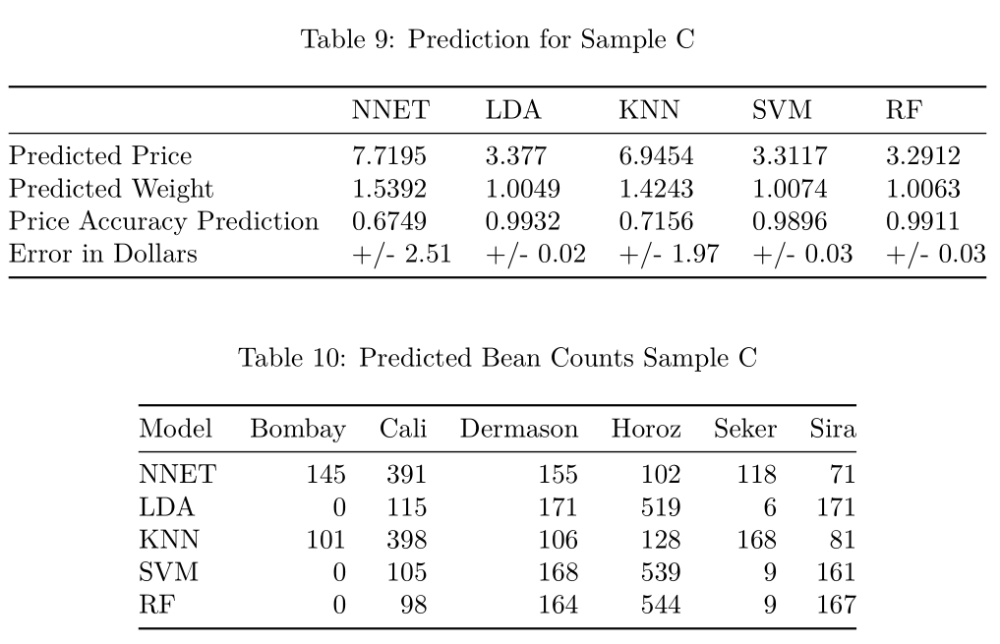 Table 9: Prediction for Sample C
NNET LDA KNN SVM RF
Predicted Price 7.7195 3.377 6.9454 3.3117 3.2912
Predicted Weight 1.5392 1.0049 1.4243 1.0074 1.0063
Price Accuracy Prediction 0.6749 0.9932 0.7156 0.9896 0.9911
Error in Dollars +/- 2.51 +/- 0.02 +/- 1.97 +/- 0.03 +/- 0.03
Table 10: Predicted Bean Counts Sample C
Model Bombay Cali Dermason Horoz Seker Sira
NNET 145 391 155 102 118 71
LDA 0 115 171 519 6 171
KNN 101 398 106 128 168 81
SVM 0 105 168 539 9 161
RF 0 98 164 544 9 167